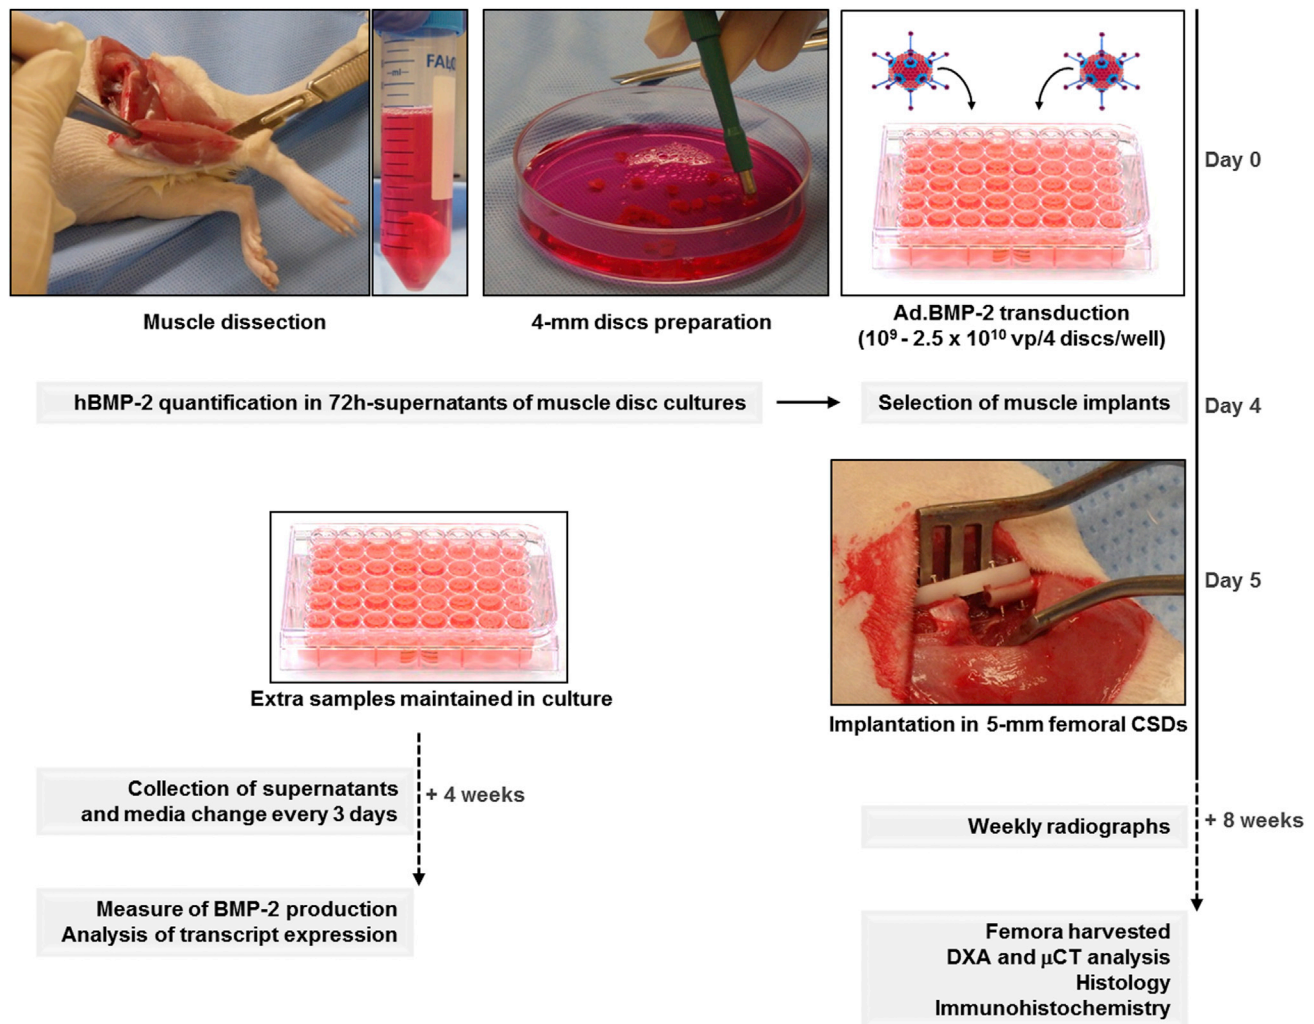 FALC
ml
Day 0
Muscle dissection
4-mm discs preparation
Ad.BMP-2 transduction
(10⁹ - 2.5 x 10¹⁰ vp/4 discs/well)
hBMP-2 quantification in 72h-supernatants of muscle disc cultures
Selection of muscle implants
Day 4
Day 5
Extra samples maintained in culture
Implantation in 5-mm femoral CSDs
Collection of supernatants
and media change every 3 days
+ 4 weeks
Weekly radiographs
+ 8 weeks
Measure of BMP-2 production
Analysis of transcript expression
Femora harvested
DXA and µCT analysis
Histology
Immunohistochemistry